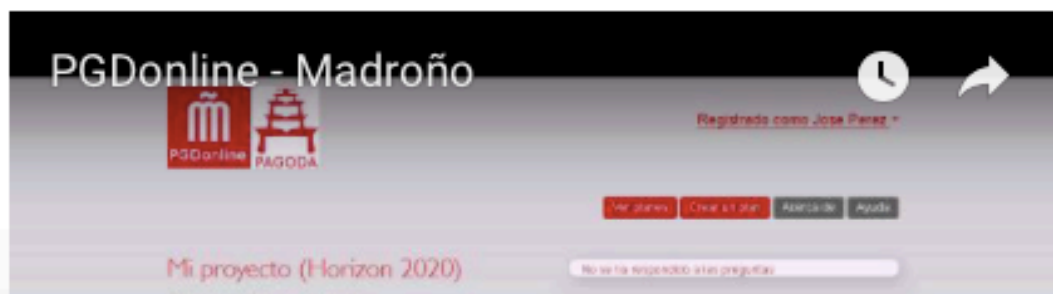 PGDonline - Madroño
PGDonline
PAGODA
Registrado como Jose Perez
Ver planes
Crear un plan
Acerca de
Ayuda
Mi proyecto (Horizon 2020)
No se ha respondido a las preguntas